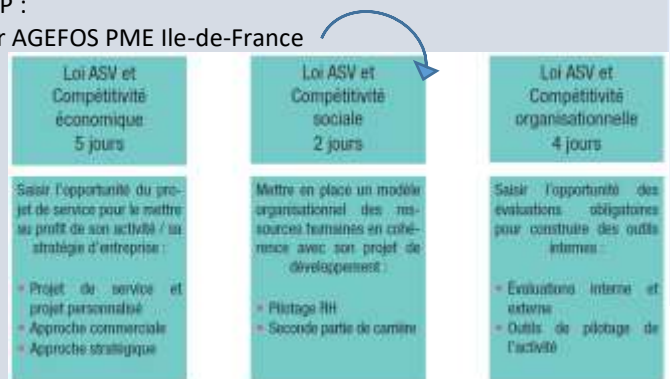 P :
r AGEFOS PME Ile-de-France
Loi ASV et
Compétitivité
économique
5 jours
Loi ASV et
Compétitivité
sociale
2 jours
Loi ASV et
Compétitivité
organisationnelle
4 jours
Saisir l'opportunité du pro-
jet de service pour le mettre
au profit de son activité / sa
stratégie d'entreprise :
Projet de service et
projet personnalisé
Approche commerciale
Approche stratégique
Mettre en place un modèle
organisationnel des res-
sources humaines en cohé-
rence avec son projet de
développement :
Pilotage RH
Seconde partie de carrière
Saisir l'opportunité des
évaluations obligatoires
pour construire des outils
internes :
Evaluations interne et
externe
Outils de pilotage de
l'activité